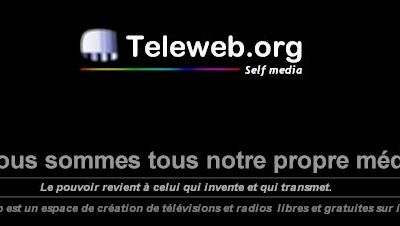 Teleweb.org
Self media
ous sommes tous notre propre méd
Le pouvoir revient à celui qui invente et qui transmet.
est un espace de création de télévisions et radios libres et gratuites sur